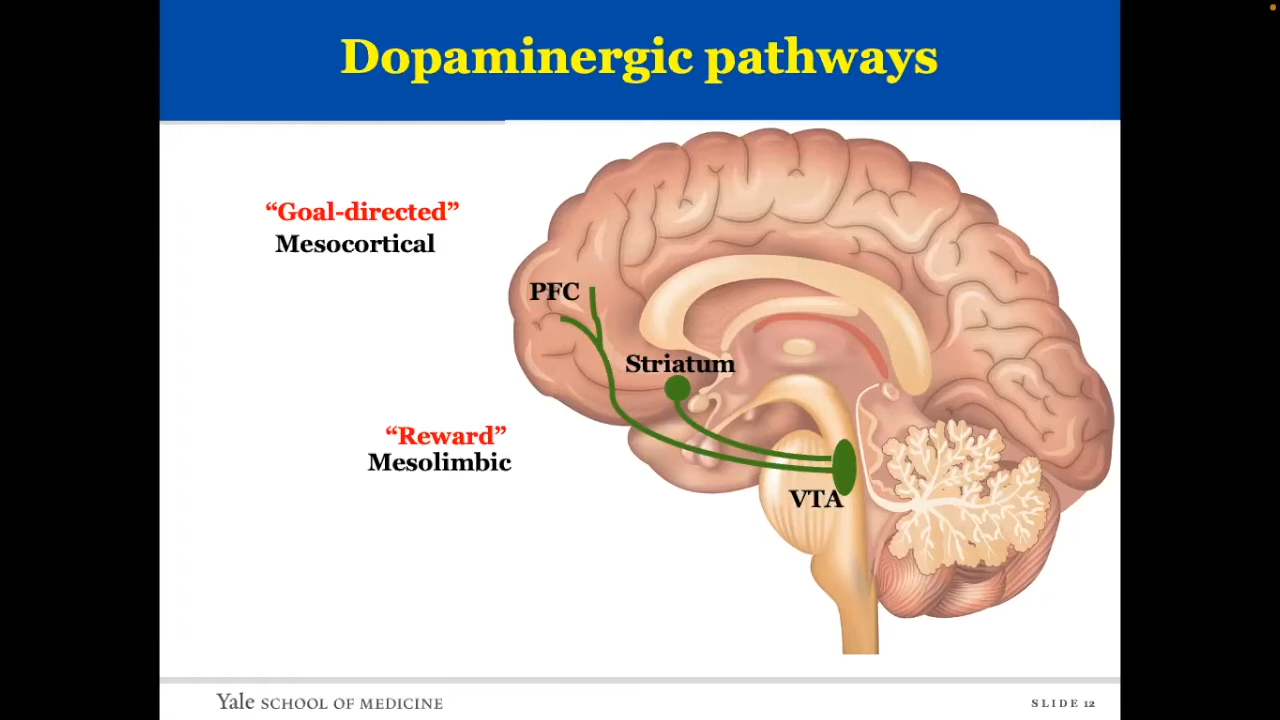 Dopaminergic pathways
“Goal-directed”
Mesocortical
PFC
Striatum
“Reward”
Mesolimbic
VTA
Yale SCHOOL OF MEDICINE
SLIDE 12